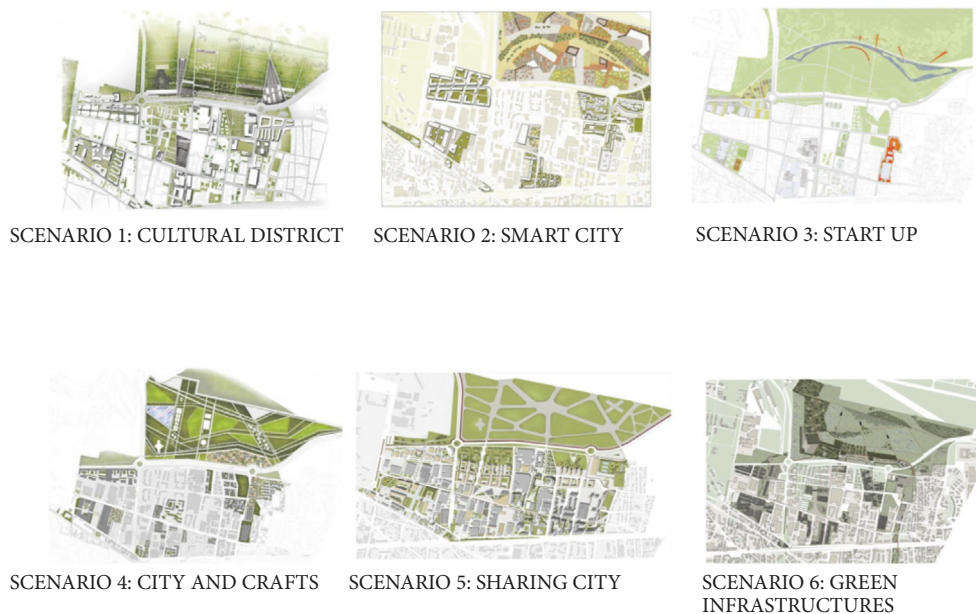 SCENARIO 1: CULTURAL DISTRICT
SCENARIO 2: SMART CITY
SCENARIO 3: START UP
SCENARIO 4: CITY AND CRAFTS
SCENARIO 5: SHARING CITY
SCENARIO 6: GREEN
INFRASTRUCTURES